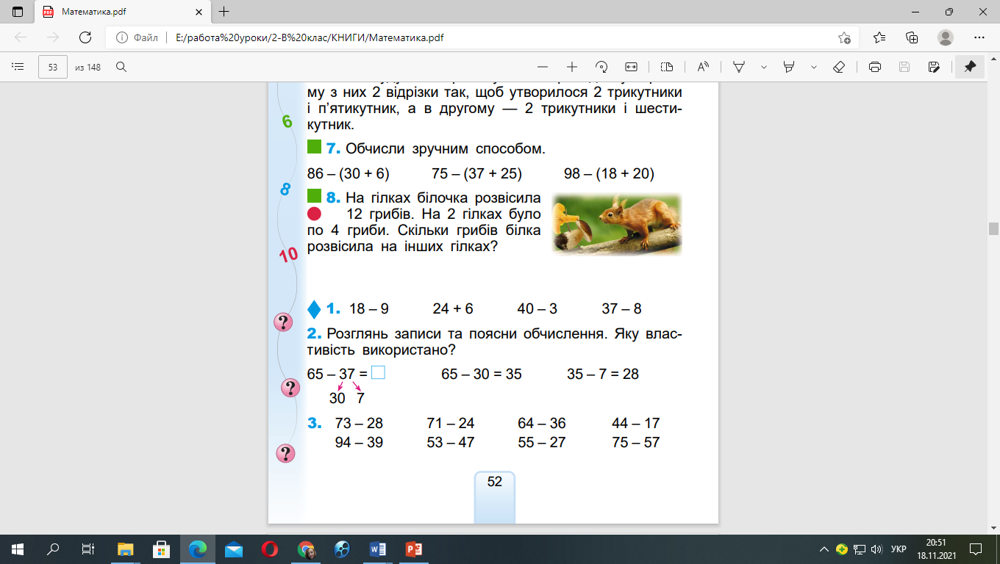 Математика.pdf
Файл E:/работа%20уроки/2-В%20клас/КНИГИ/Математика.pdf
53 из 148
му з них 2 відрізки так, щоб утворилося 2 трикутники
і п’ятикутник, а в другому — 2 трикутники і шести-
кутник.
6
7. Обчисли зручним способом.
86 – (30 + 6) 75 – (37 + 25) 98 – (18 + 20)
8
8. На гілках білочка розвісила
12 грибів. На 2 гілках було
по 4 гриби. Скільки грибів білка
розвісила на інших гілках?
10
1. 18 – 9 24 + 6 40 – 3 37 – 8
?
2. Розглянь записи та поясни обчислення. Яку влас-
тивість використано?
65 – 37 = 65 – 30 = 35 35 – 7 = 28
?
30 7
3. 73 – 28 71 – 24 64 – 36 44 – 17
94 – 39 53 – 47 55 – 27 75 – 57
?
52
УКР
20:51
18.11.2021